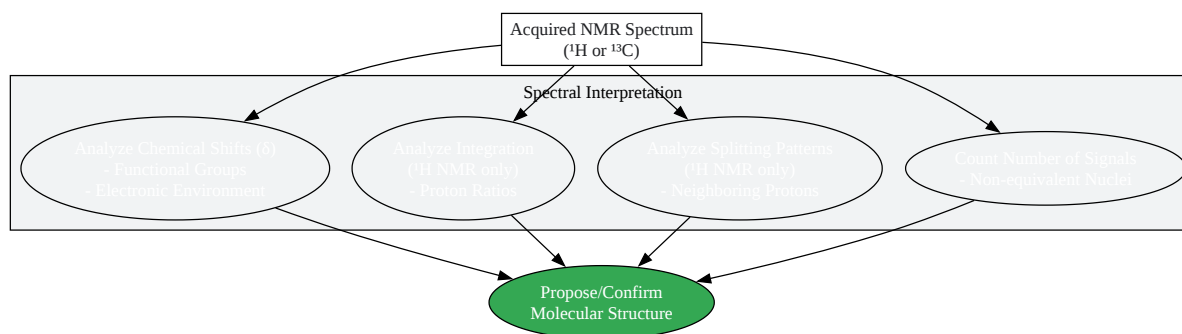 Acquired NMR Spectrum
(¹H or ¹³C)
Spectral Interpretation
Analyze Chemical Shifts (δ)
- Functional Groups
- Electronic Environment
Analyze Integration
(¹H NMR only)
- Proton Ratios
Analyze Splitting Patterns
(¹H NMR only)
- Neighboring Protons
Count Number of Signals
- Non-equivalent Nuclei
Propose/Confirm
Molecular Structure